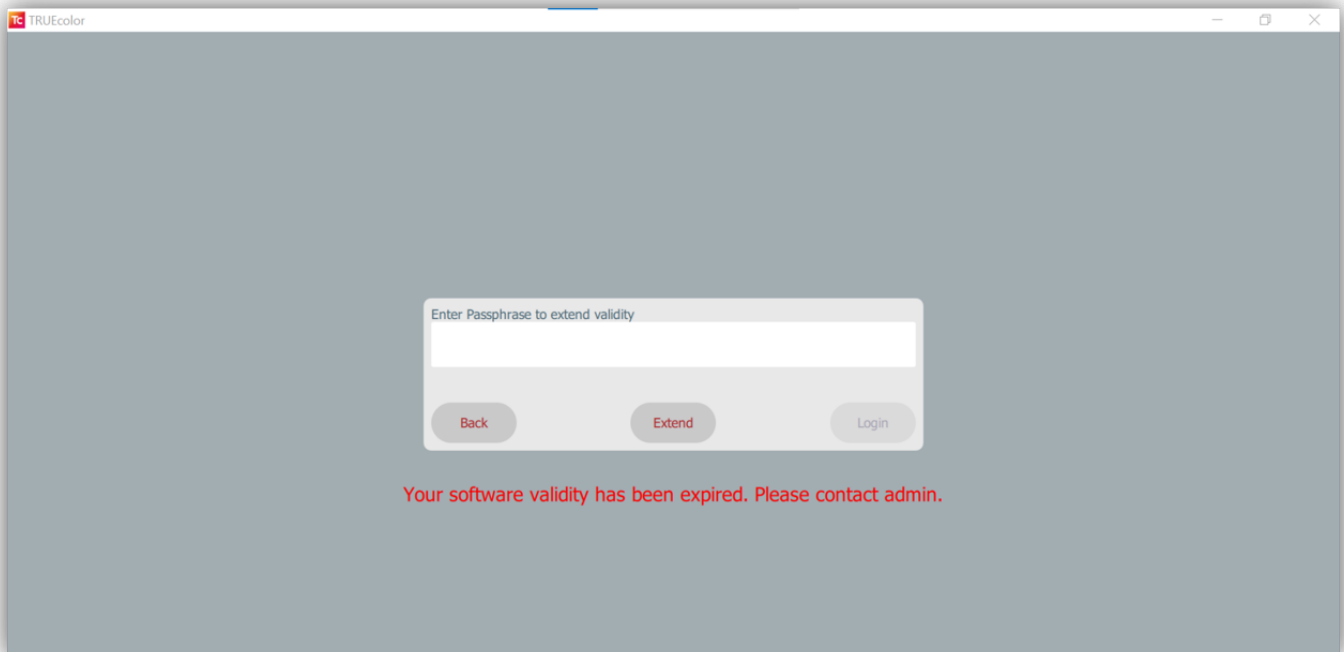 Tc TRUEcolor
Enter Passphrase to extend validity
Back Extend Login
Your software validity has been expired. Please contact admin.